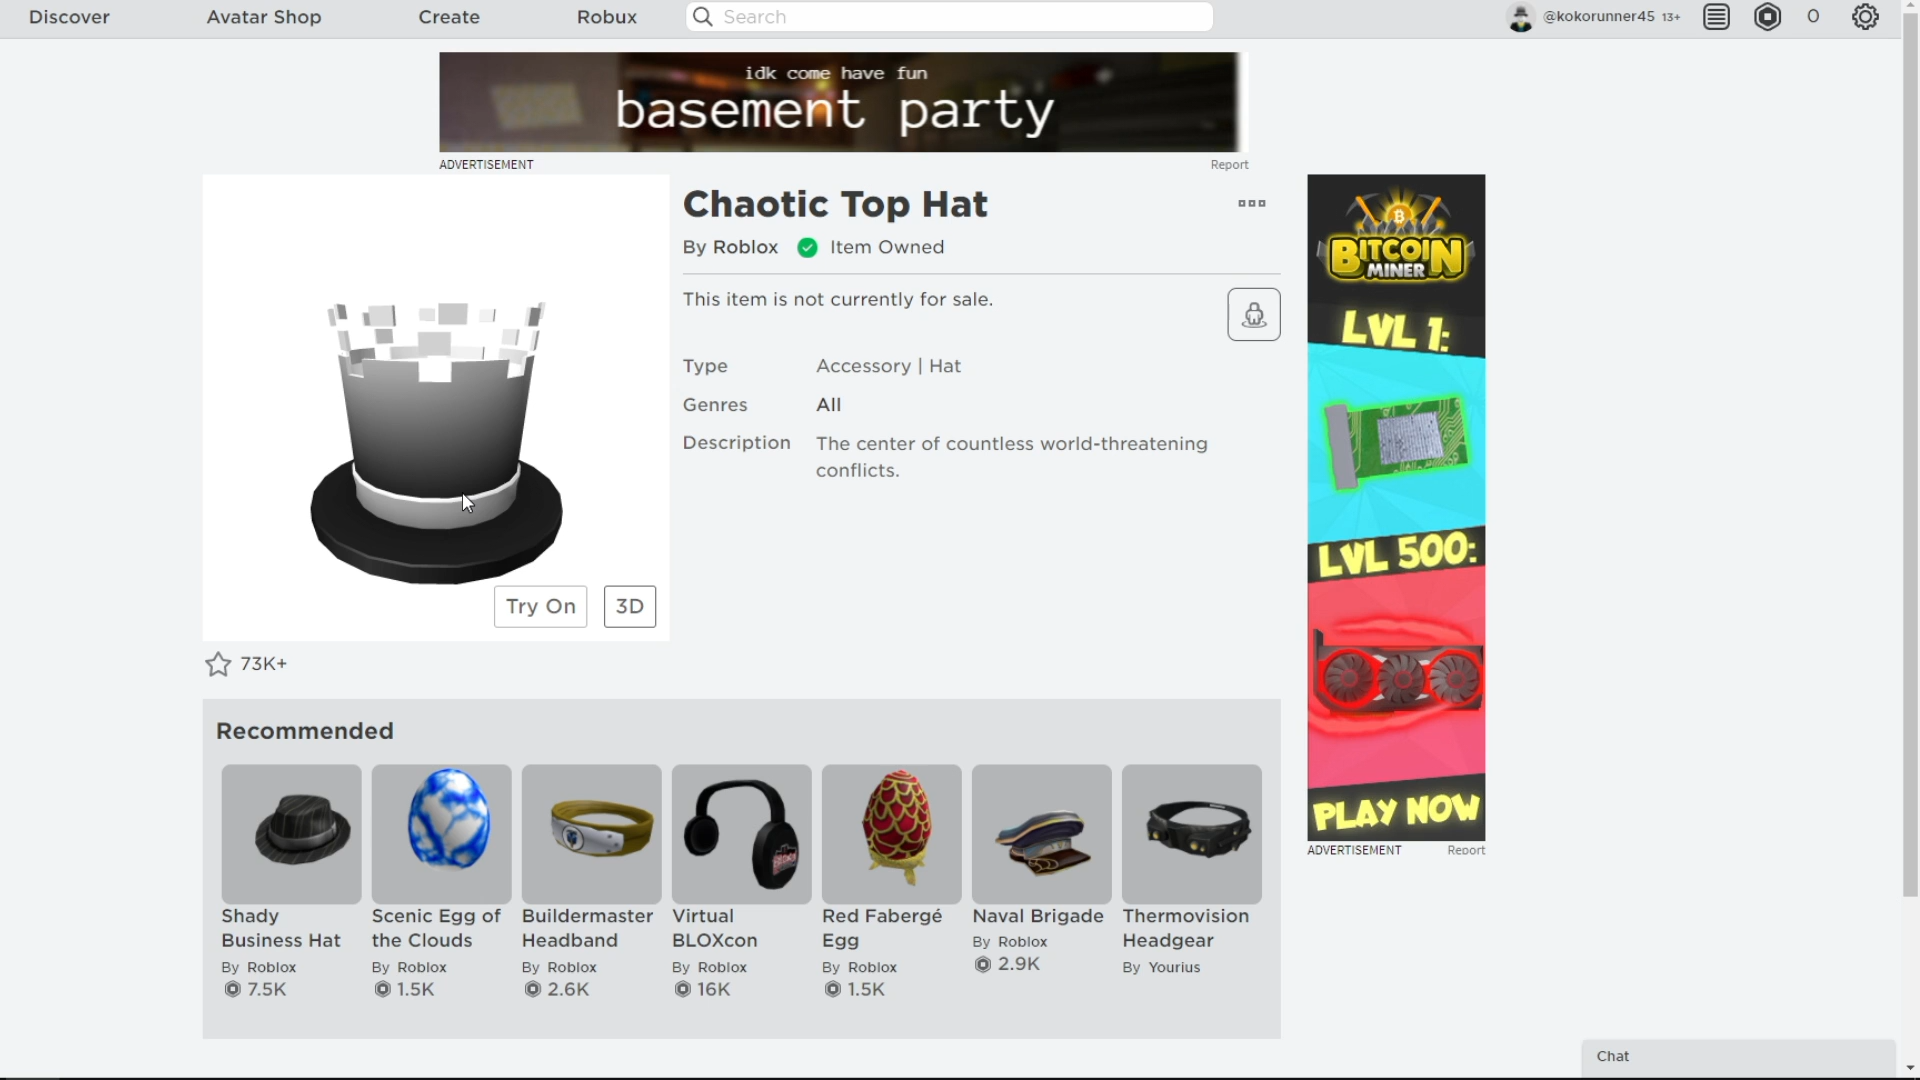 Discover
Avatar Shop
Create
Robux
Search
@kokorunner45 13+
0
idk come have fun
basement party
ADVERTISEMENT
Report
Chaotic Top Hat
By Roblox
Item Owned
This item is not currently for sale.
Type
Accessory | Hat
Genres
All
Description
The center of countless world-threatening
conflicts.
Try On
3D
73K+
BITCOIN
MINER
LVL 1:
LVL 500:
PLAY NOW
ADVERTISEMENT
Report
Recommended
Shady
Business Hat
By Roblox
7.5K
Scenic Egg of
the Clouds
By Roblox
1.5K
Buildermaster
Headband
By Roblox
2.6K
Virtual
BLOXcon
By Roblox
16K
Red Fabergé
Egg
By Roblox
1.5K
Naval Brigade
By Roblox
2.9K
Thermovision
Headgear
By Yourius
Chat